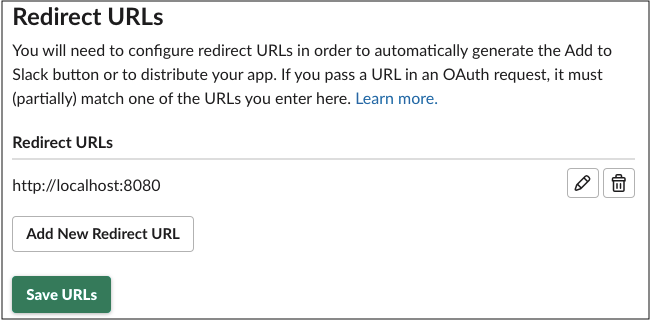 Redirect URLs
You will need to configure redirect URLs in order to automatically generate the Add to
Slack button or to distribute your app. If you pass a URL in an OAuth request, it must
(partially) match one of the URLs you enter here. Learn more.
Redirect URLs
http://localhost:8080
Add New Redirect URL
Save URLs